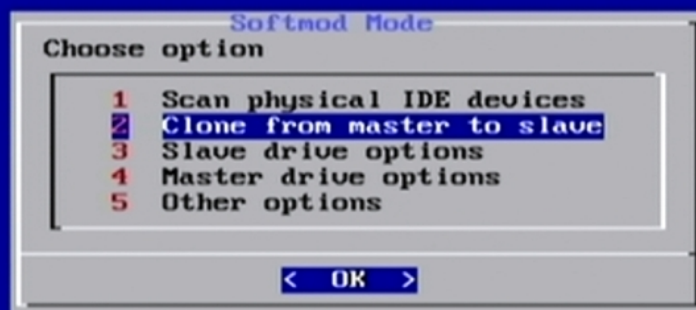 Softmod Mode
Choose option
1 Scan physical IDE devices
2 Clone from master to slave
3 Slave drive options
4 Master drive options
5 Other options
< OK >